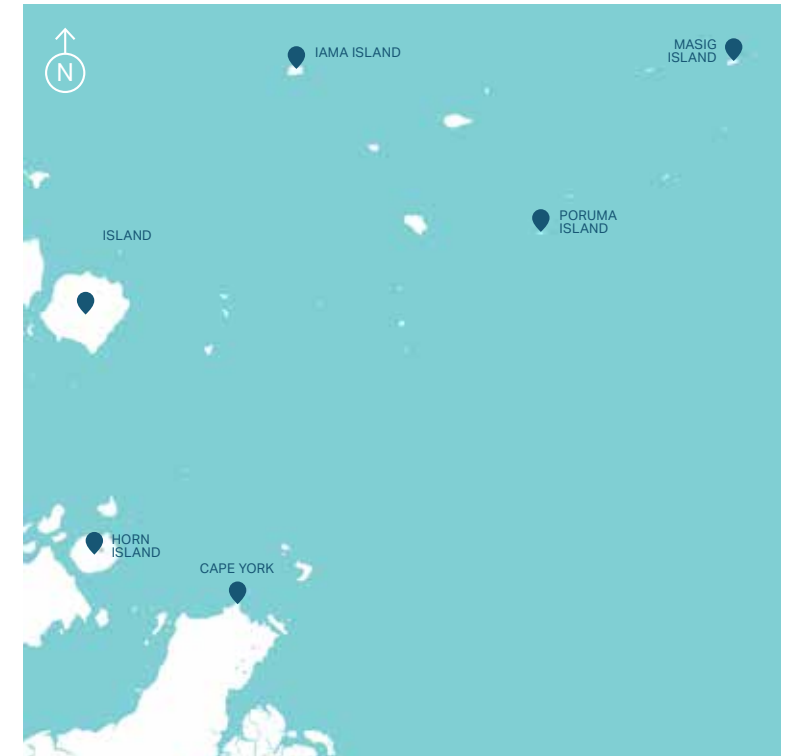 N
IAMA ISLAND
MASIG
ISLAND
PORUMA
ISLAND
ISLAND
HORN
ISLAND
CAPE YORK